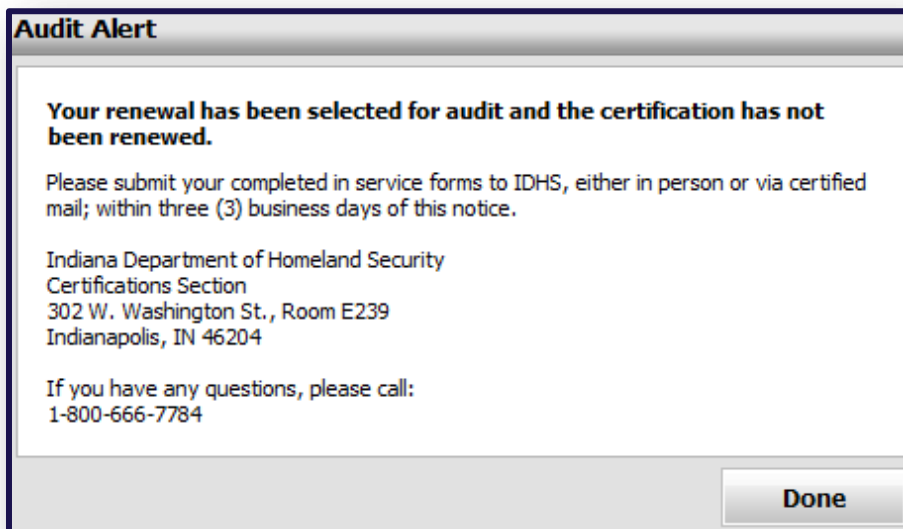 Audit Alert
Your renewal has been selected for audit and the certification has not
been renewed.
Please submit your completed in service forms to IDHS, either in person or via certified
mail; within three (3) business days of this notice.
Indiana Department of Homeland Security
Certifications Section
302 W. Washington St., Room E239
Indianapolis, IN 46204
If you have any questions, please call:
1-800-666-7784
Done